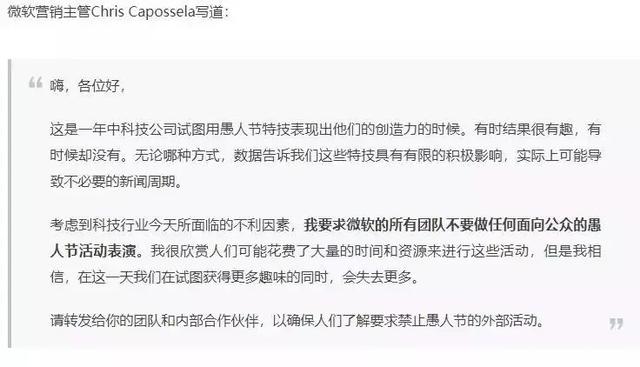 微软营销主管Chris Capossela写道：
嗨，各位好，
这是一年中科技公司试图用愚人节特技表现出他们的创造力的时候。有时结果很有趣，有
时候却没有。无论哪种方式，数据告诉我们这些特技具有有限的积极影响，实际上可能导
致不必要的新闻周期。
考虑到科技行业今天所面临的不利因素，我要求微软的所有团队不要做任何面向公众的愚
人节活动表演。我很欣赏人们可能花费了大量的时间和资源来进行这些活动，但是我相
信，在这一天我们在试图获得更多趣味的同时，会失去更多。
请转发给你的团队和内部合作伙伴，以确保人们了解要求禁止愚人节的外部活动。